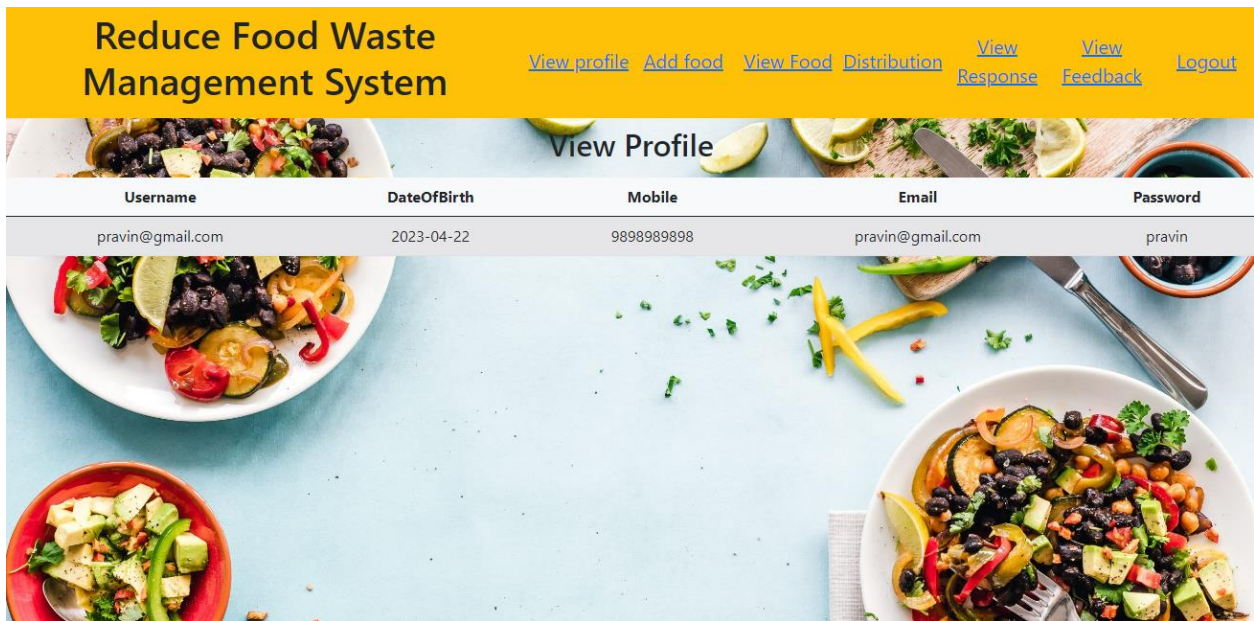 Reduce Food Waste
Management System
View profile Add food View Food Distribution View Response View Feedback Logout
View Profile
Username DateOfBirth Mobile Email Password
pravin@gmail.com 2023-04-22 9898989898 pravin@gmail.com pravin